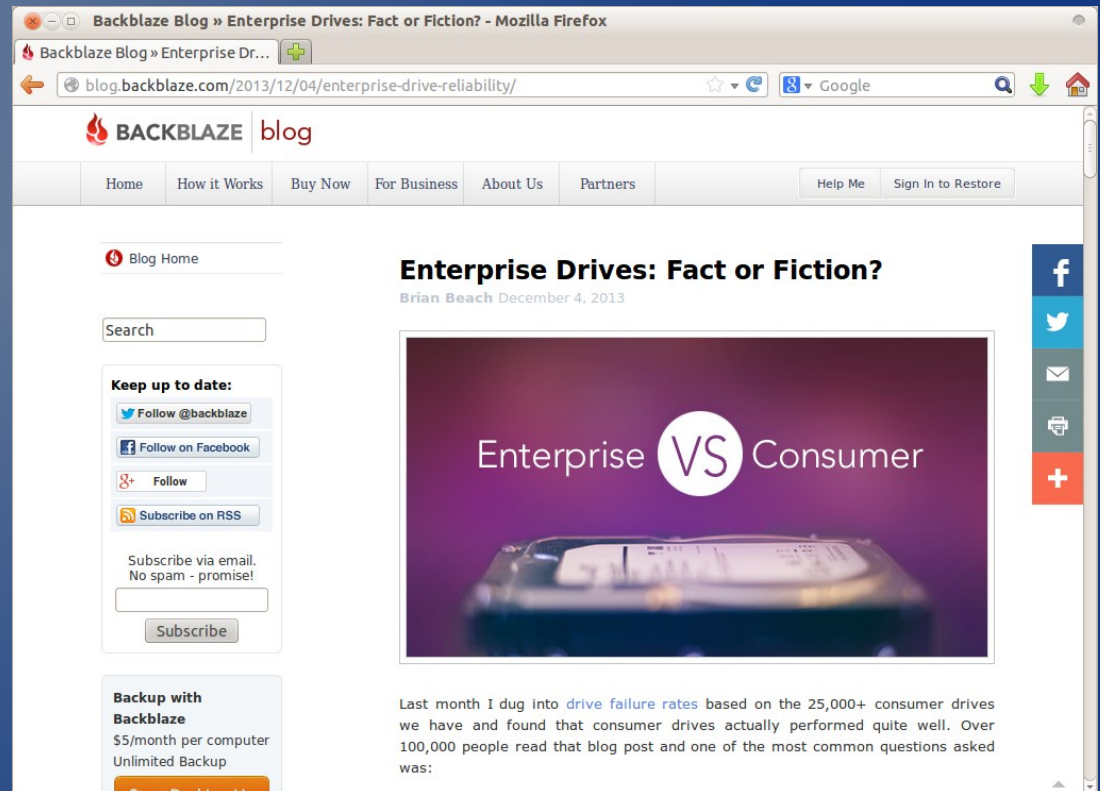 Backblaze Blog » Enterprise Drives: Fact or Fiction? - Mozilla Firefox
Backblaze Blog » Enterprise Dr...
blog.backblaze.com/2013/12/04/enterprise-drive-reliability/
8 Google
BACKBLAZE blog
Home How it Works Buy Now For Business About Us Partners Help Me Sign In to Restore
Blog Home
Search
Keep up to date:
Follow @backblaze
Follow on Facebook
Follow
Subscribe on RSS
Subscribe via email.
No spam - promise!
Subscribe
Backup with
Backblaze
$5/month per computer
Unlimited Backup
Enterprise Drives: Fact or Fiction?
Brian Beach December 4, 2013
Enterprise VS Consumer
Last month I dug into drive failure rates based on the 25,000+ consumer drives
we have and found that consumer drives actually performed quite well. Over
100,000 people read that blog post and one of the most common questions asked
was: